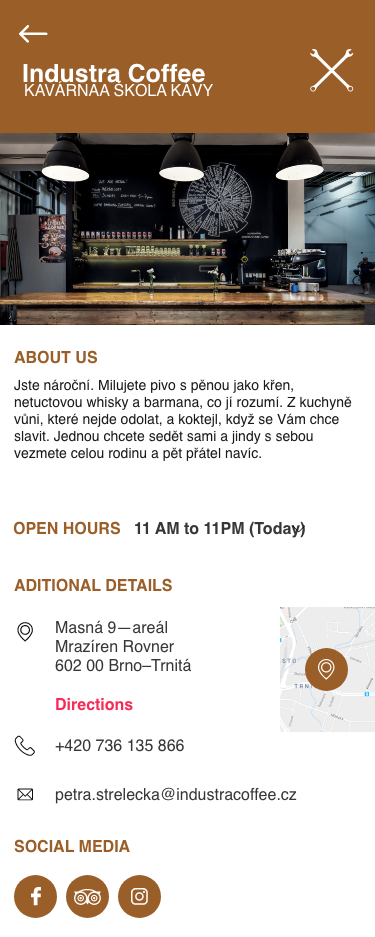 Industra Coffee
KAVÁRNAA ŠKOLA KÁVY
ABOUT US
Jste nároční. Milujete pivo s pěnou jako křen,
netuctovou whisky a barmana, co jí rozumí. Z kuchyně
vůni, které nejde odolat, a koktejl, když se Vám chce
slavit. Jednou chcete sedět sami a jindy s sebou
vezmete celou rodinu a pět přátel navíc.
OPEN HOURS 11 AM to 11PM (Today)
ADITIONAL DETAILS
Masná 9—areál
Mrazíren Rovner
602 00 Brno–Trnitá
Directions
+420 736 135 866
petra.strelecka@industracoffee.cz
SOCIAL MEDIA